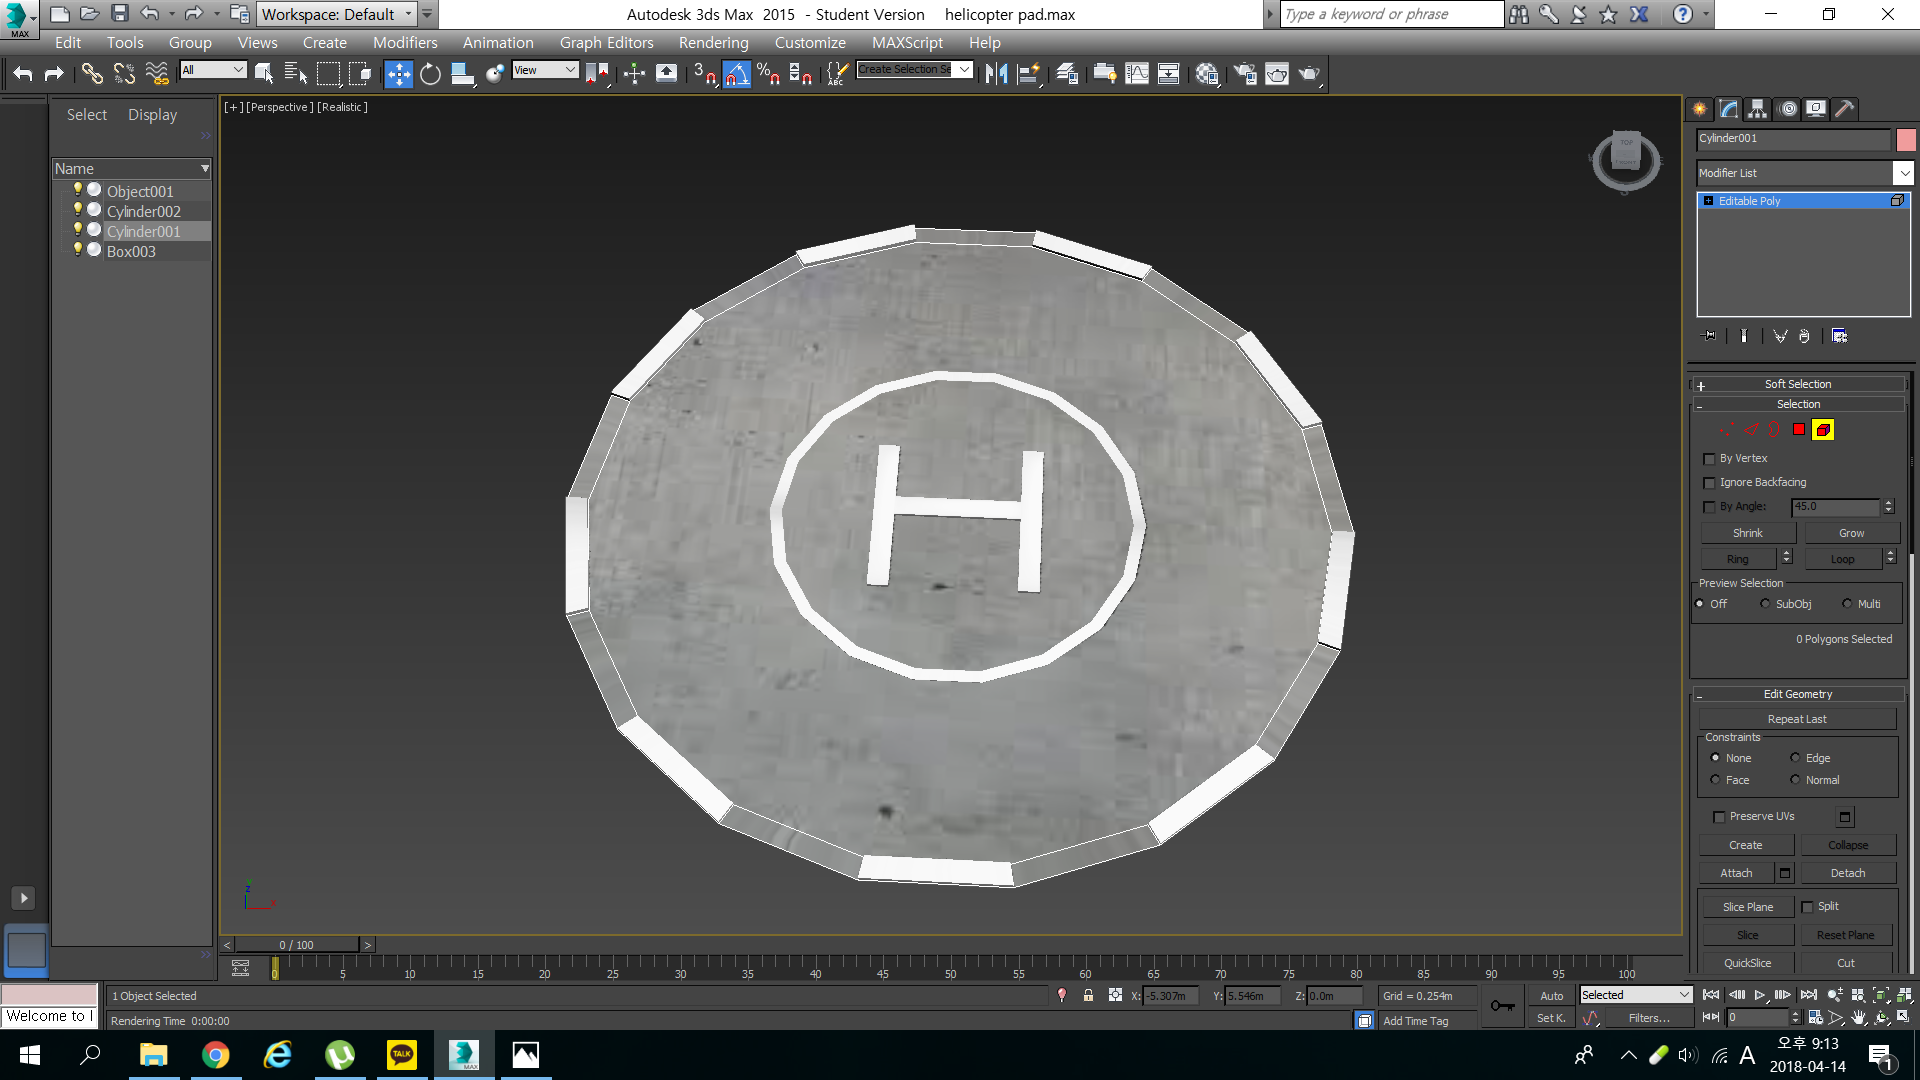 Workspace: Default
Autodesk 3ds Max 2015 - Student Version helicopter pad.max
Type a keyword or phrase
MAX
Edit Tools Group Views Create Modifiers Animation Graph Editors Rendering Customize MAXScript Help
All
View
3
%
ABC
Create Selection Se
Select Display
Name
Object001
Cylinder002
Cylinder001
Box003
[+] [Perspective] [Realistic]
TOP
S
H
z
Cylinder001
Modifier List
Editable Poly
Soft Selection
Selection
By Vertex
Ignore Backfacing
By Angle: 45.0
Shrink Grow
Ring Loop
Preview Selection
Off SubObj Multi
0 Polygons Selected
Edit Geometry
Repeat Last
Constraints
None Edge
Face Normal
Preserve UVs
Create Collapse
Attach Detach
Slice Plane Split
Slice Reset Plane
QuickSlice Cut
< 0 / 100 >
0 5 10 15 20 25 30 35 40 45 50 55 60 65 70 75 80 85 90 95 100
1 Object Selected X: -5.307m Y: 5.546m Z: 0.0m Grid = 0.254m Auto Selected
Welcome to I Rendering Time 0:00:00 Add Time Tag Set K. Filters... 0
TALK
MAX
A
오후 9:13
2018-04-14
1